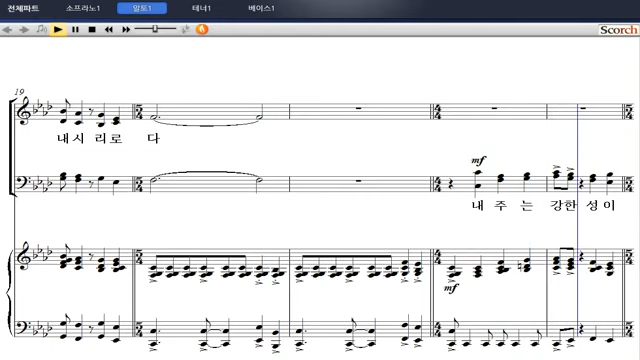 전체파트 소프라노1 알토1 테너1 베이스1
Scorch
19
내 시 리 로 다
mf
내 주 는 강 한 성 이
mf